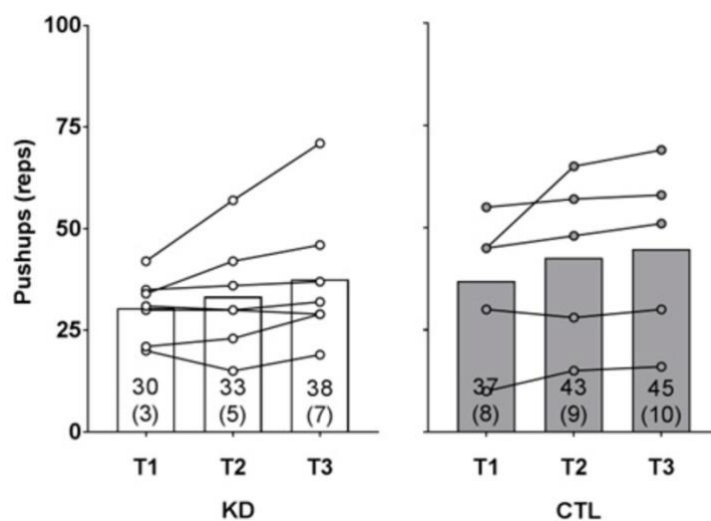 100
75
50
25
0
Pushups (reps)
30 33 38
(3) (5) (7)
T1 T2 T3
KD
37 43 45
(8) (9) (10)
T1 T2 T3
CTL